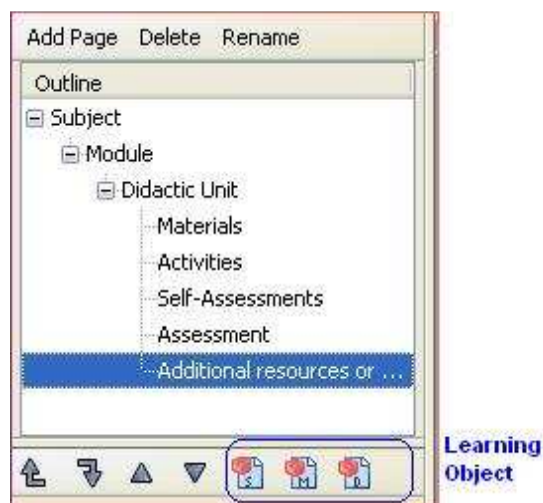 Add Page Delete Rename
Outline
Subject
Module
Didactic Unit
Materials
Activities
Self-Assessments
Assessment
Additional resources or ...
S M D
Learning
Object